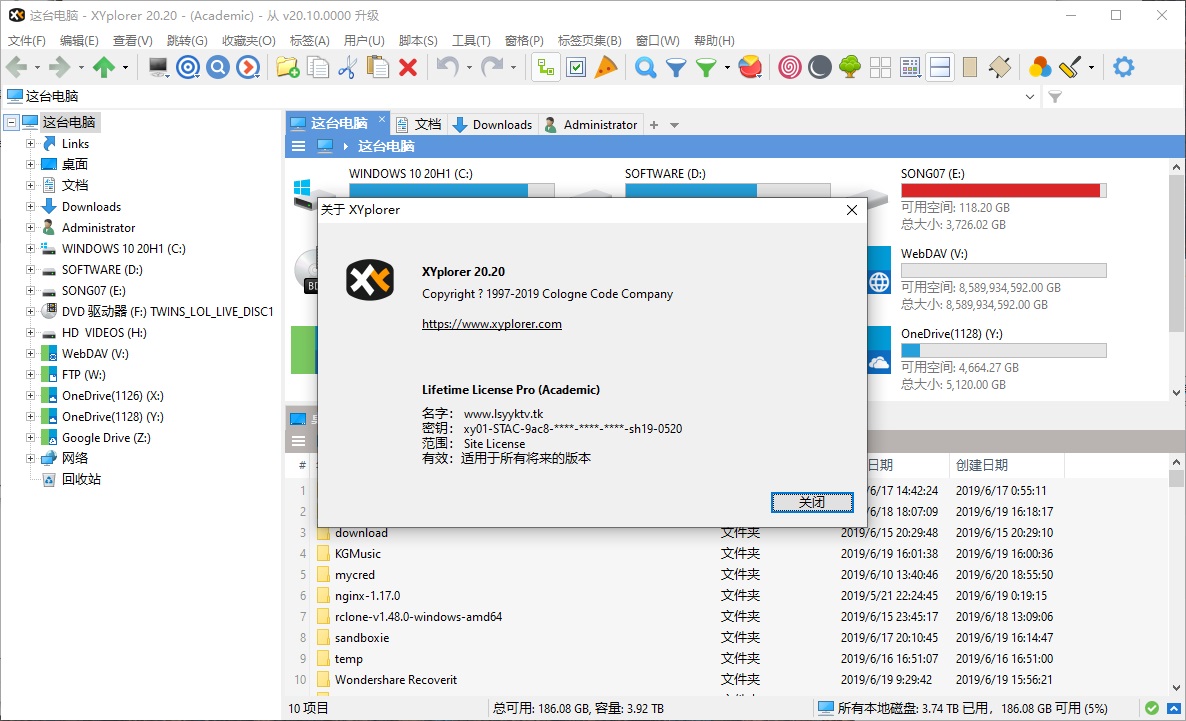 这台电脑 - XYplorer 20.20 - (Academic) - 从 v20.10.0000 升级
文件(F) 编辑(E) 查看(V) 跳转(G) 收藏夹(O) 标签(A) 用户(U) 脚本(S) 工具(T) 窗格(P) 标签页集(B) 窗口(W) 帮助(H)
这台电脑
这台电脑
Links
桌面
文档
Downloads
Administrator
WINDOWS 10 20H1 (C:)
SOFTWARE (D:)
SONG07 (E:)
DVD 驱动器 (F:) TWINS_LOL_LIVE_DISC1
HD VIDEOS (H:)
WebDAV (V:)
FTP (W:)
OneDrive(1126) (X:)
OneDrive(1128) (Y:)
Google Drive (Z:)
网络
回收站
这台电脑 文档 Downloads Administrator
这台电脑
WINDOWS 10 20H1 (C:)
SOFTWARE (D:)
SONG07 (E:)
可用空间: 118.20 GB
总大小: 3,726.02 GB
WebDAV (V:)
可用空间: 8,589,934,592.00 GB
总大小: 8,589,934,592.00 GB
OneDrive(1128) (Y:)
可用空间: 4,664.27 GB
总大小: 5,120.00 GB
关于 XYplorer
XYplorer 20.20
Copyright ? 1997-2019 Cologne Code Company
https://www.xyplorer.com
Lifetime License Pro (Academic)
名字: www.lsyyktv.tk
密钥: xy01-STAC-9ac8-****-****-****-sh19-0520
范围: Site License
有效: 适用于所有将来的版本
关闭
# 日期 创建日期
1 6/17 14:42:24 2019/6/17 0:55:11
2 6/18 18:07:09 2019/6/19 16:18:17
3 download 文件夹 2019/6/15 20:29:48 2019/6/15 20:29:10
4 KGMusic 文件夹 2019/6/19 16:01:38 2019/6/19 16:00:36
5 mycred 文件夹 2019/6/10 13:40:46 2019/6/20 18:55:50
6 nginx-1.17.0 文件夹 2019/5/21 22:24:45 2019/6/19 0:19:15
7 rclone-v1.48.0-windows-amd64 文件夹 2019/6/15 23:45:17 2019/6/18 13:09:06
8 sandboxie 文件夹 2019/6/17 20:10:45 2019/6/19 16:14:47
9 temp 文件夹 2019/6/16 16:51:07 2019/6/16 16:51:00
10 Wondershare Recoverit 文件夹 2019/6/19 9:29:42 2019/6/19 15:56:21
10 项目 总可用: 186.08 GB, 容量: 3.92 TB 所有本地磁盘: 3.74 TB 已用，186.08 GB 可用 (5%)